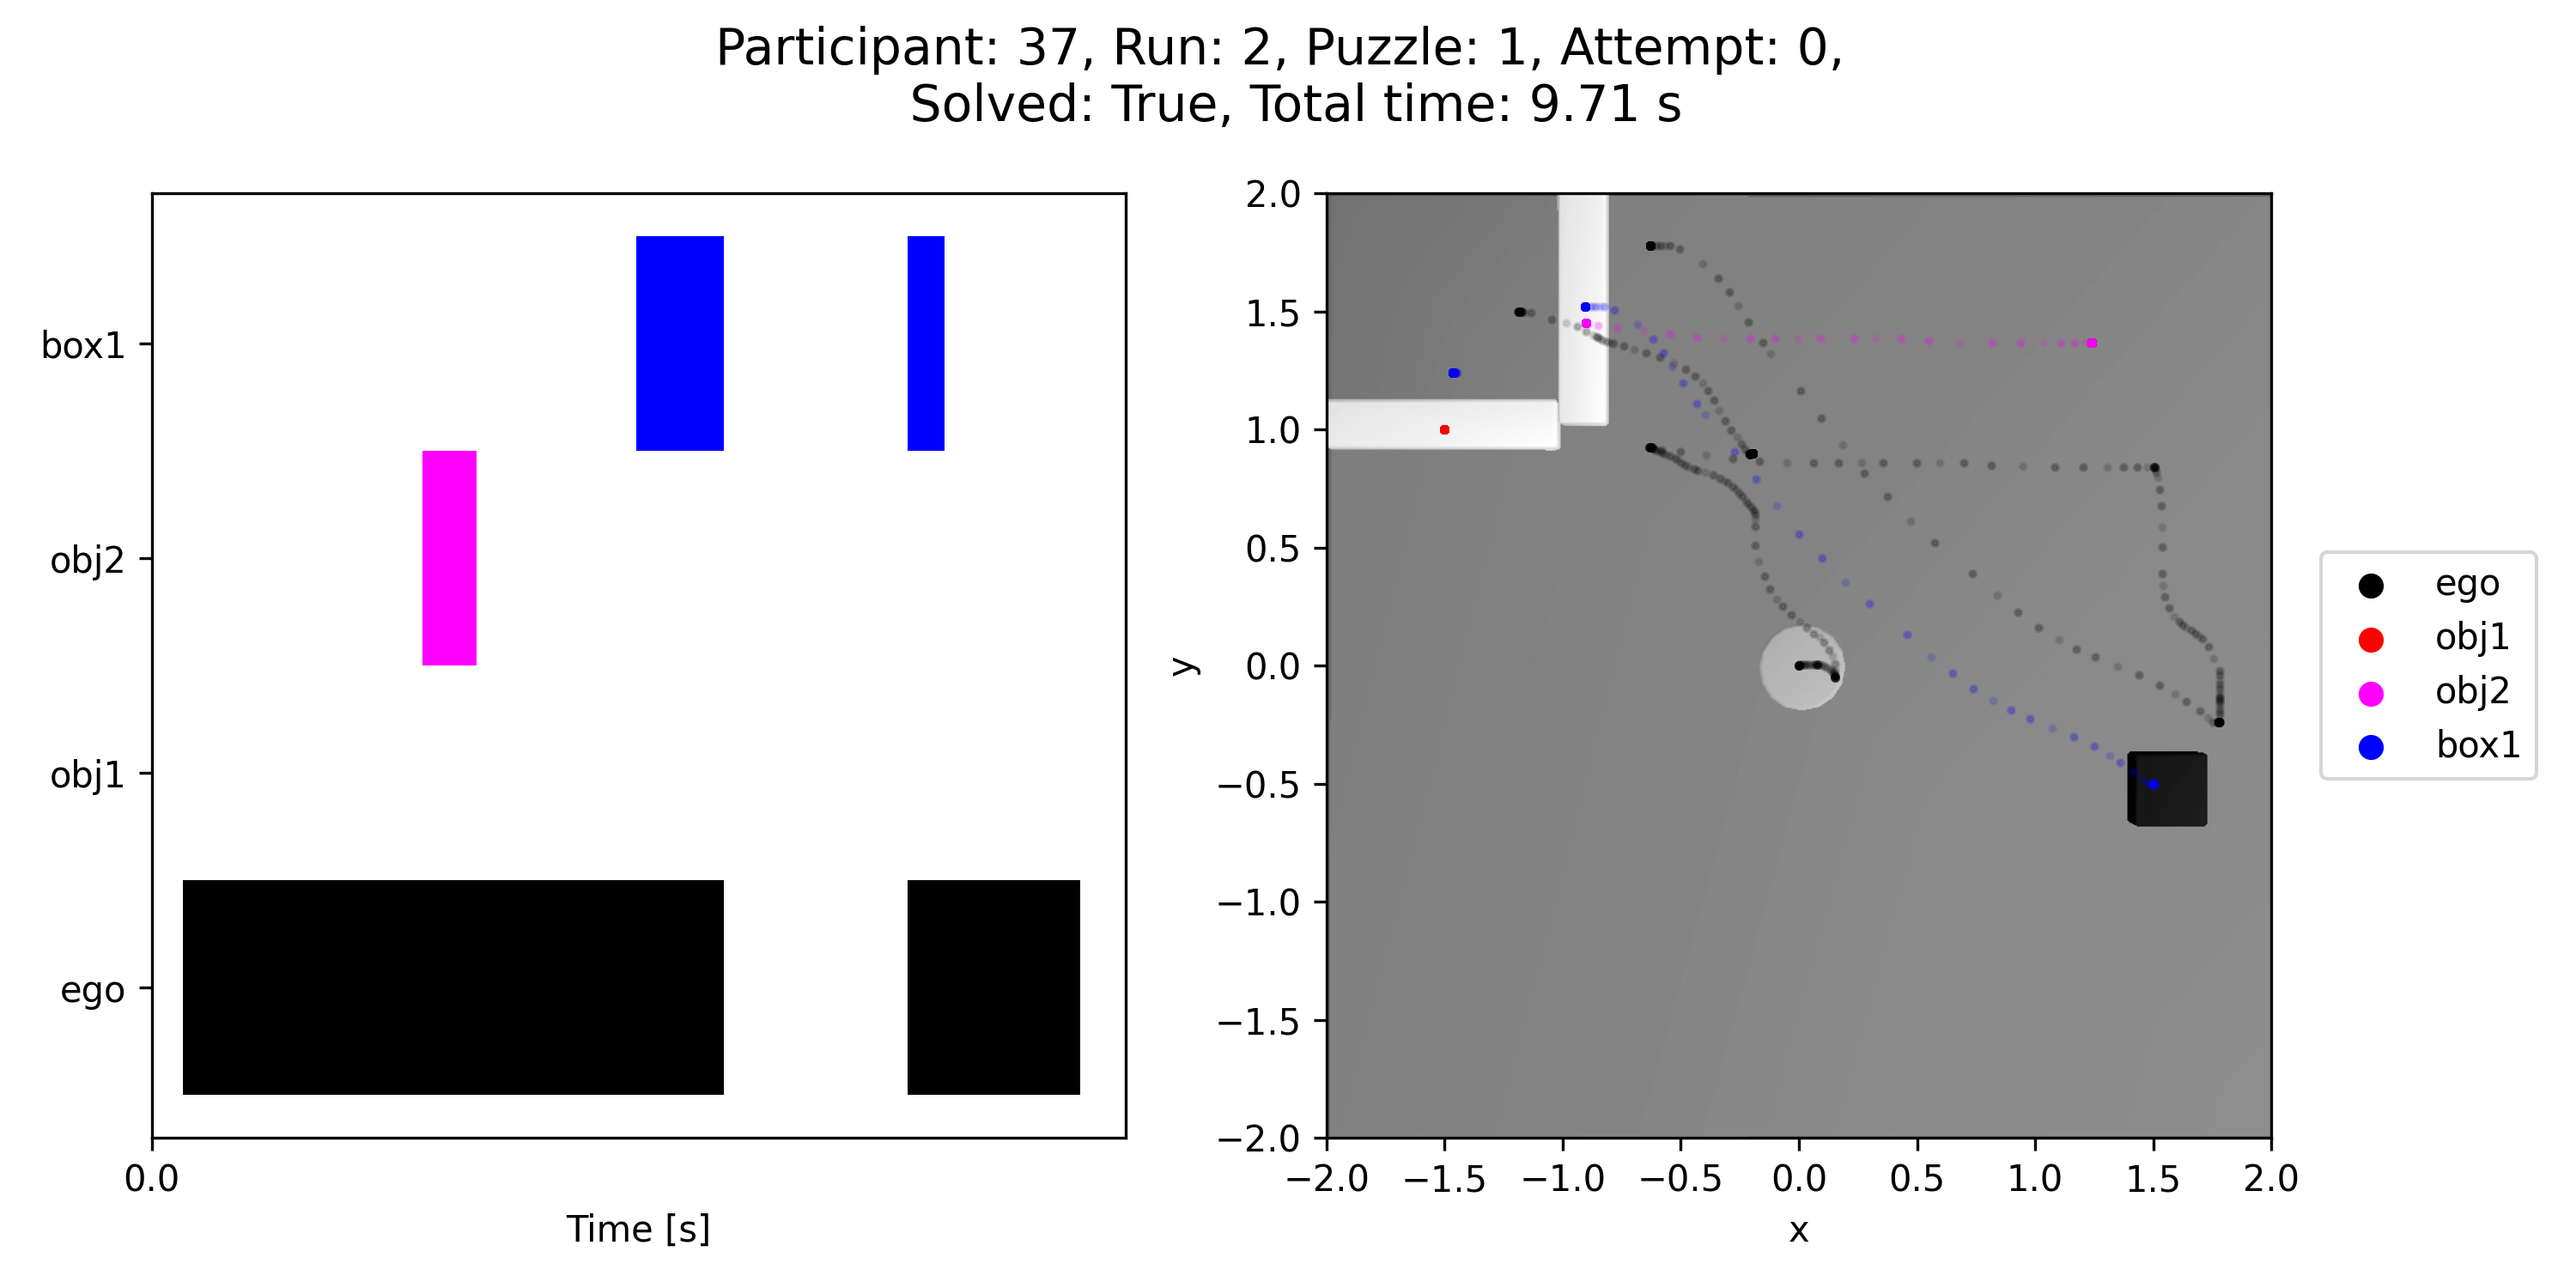 Participant: 37, Run: 2, Puzzle: 1, Attempt: 0,
Solved: True, Total time: 9.71 s
box1
obj2
obj1
ego
0.0
Time [s]
2.0
1.5
1.0
0.5
0.0
−0.5
−1.0
−1.5
−2.0
y
−2.0 −1.5 −1.0 −0.5 0.0 0.5 1.0 1.5 2.0
x
ego
obj1
obj2
box1